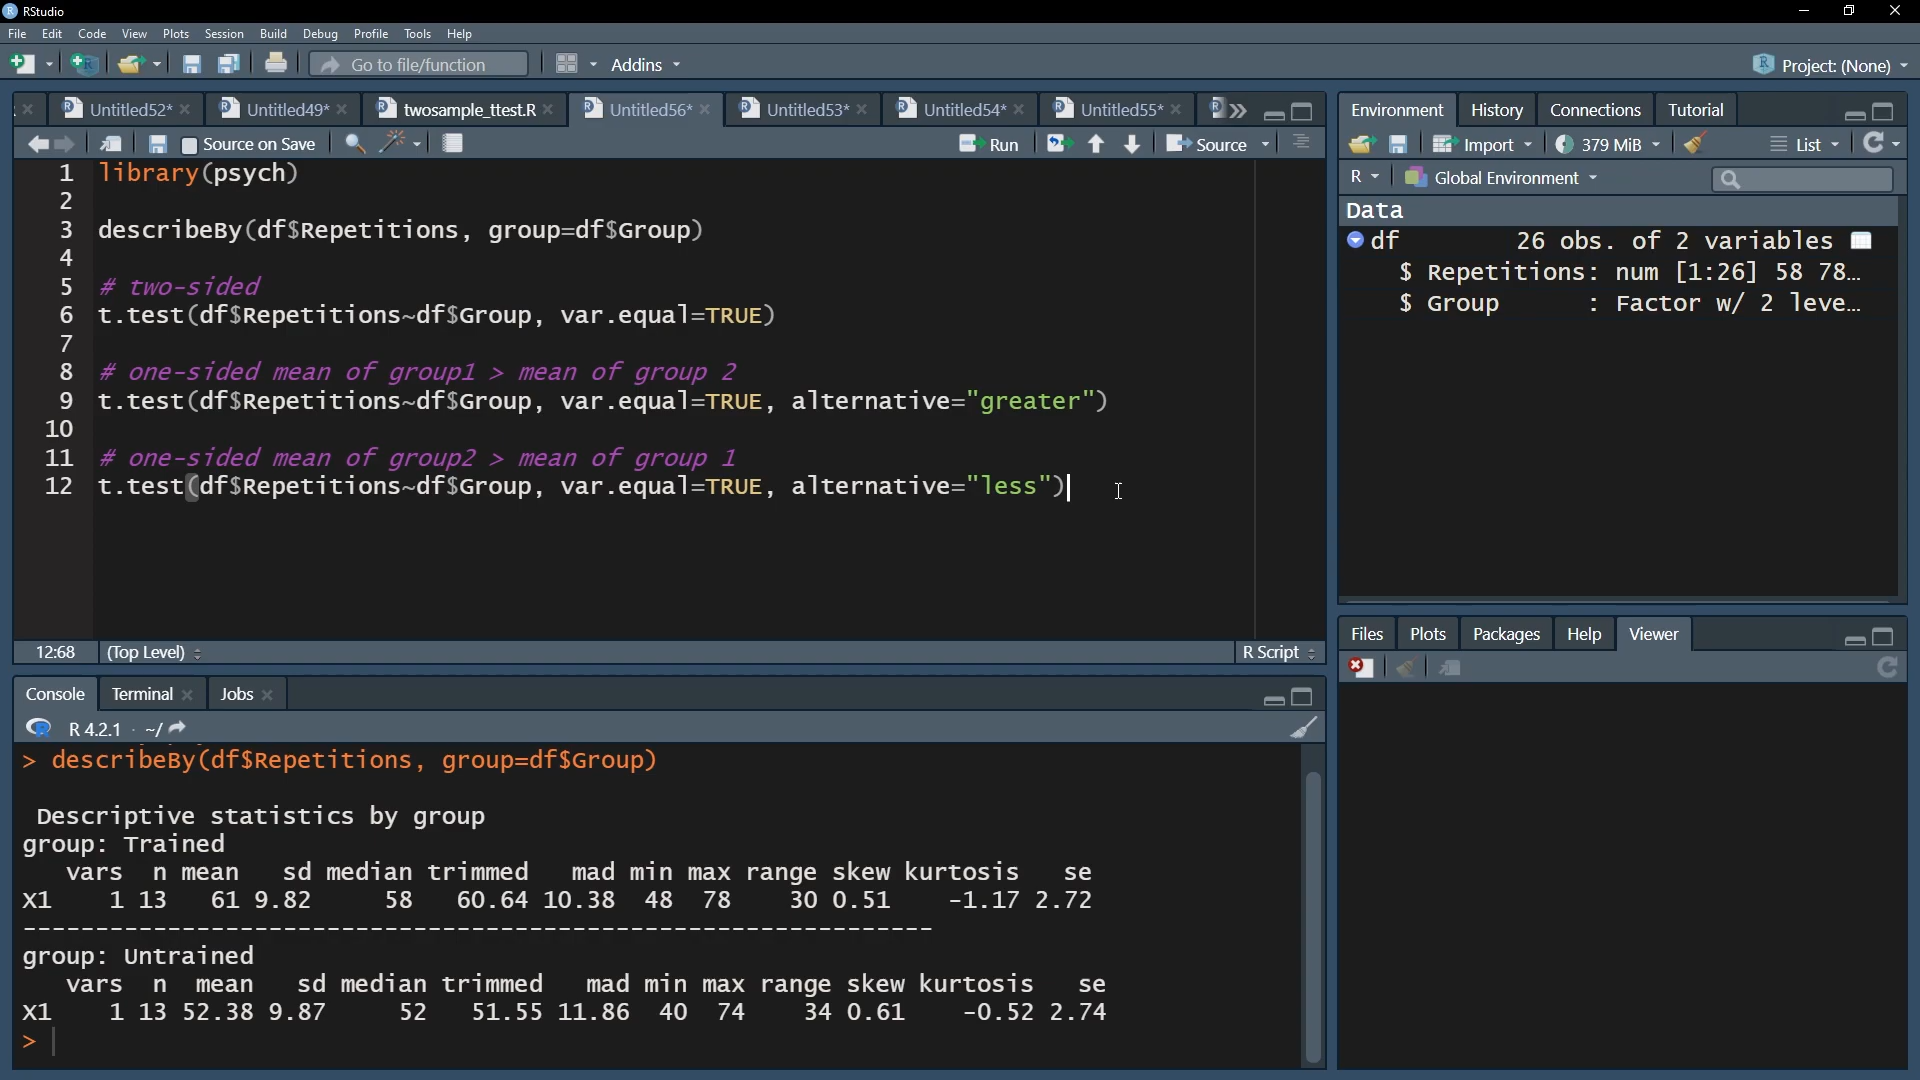 RStudio
File Edit Code View Plots Session Build Debug Profile Tools Help
Go to file/function Addins Project: (None)
Untitled52* Untitled49* twosample_ttest.R Untitled56* Untitled53* Untitled54* Untitled55*
Source on Save Run Source
1 library(psych)
2
3 describeBy(df$Repetitions, group=df$Group)
4
5 # two-sided
6 t.test(df$Repetitions~df$Group, var.equal=TRUE)
7
8 # one-sided mean of group1 > mean of group 2
9 t.test(df$Repetitions~df$Group, var.equal=TRUE, alternative="greater")
10
11 # one-sided mean of group2 > mean of group 1
12 t.test(df$Repetitions~df$Group, var.equal=TRUE, alternative="less")
12:68 (Top Level) R Script
Console Terminal Jobs
R 4.2.1 · ~/
> describeBy(df$Repetitions, group=df$Group)
Descriptive statistics by group
group: Trained
vars n mean sd median trimmed mad min max range skew kurtosis se
X1 1 13 61 9.82 58 60.64 10.38 48 78 30 0.51 -1.17 2.72
---------------------------------------------------------------
group: Untrained
vars n mean sd median trimmed mad min max range skew kurtosis se
X1 1 13 52.38 9.87 52 51.55 11.86 40 74 34 0.61 -0.52 2.74
>
Environment History Connections Tutorial
Import 379 MiB List
R Global Environment
Data
df 26 obs. of 2 variables
$ Repetitions: num [1:26] 58 78…
$ Group : Factor w/ 2 leve…
Files Plots Packages Help Viewer